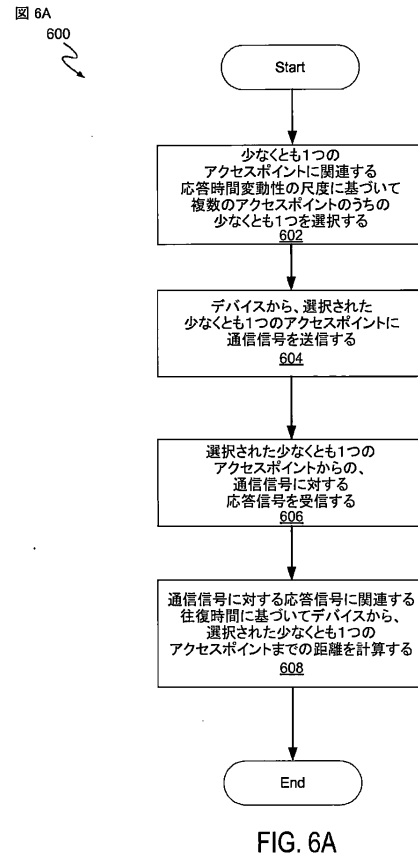 図 6A
600
Start
少なくとも1つの
アクセスポイントに関連する
応答時間変動性の尺度に基づいて
複数のアクセスポイントのうちの
少なくとも1つを選択する
602
デバイスから、選択された
少なくとも1つのアクセスポイントに
通信信号を送信する
604
選択された少なくとも1つの
アクセスポイントからの、
通信信号に対する
応答信号を受信する
606
通信信号に対する応答信号に関連する
往復時間に基づいてデバイスから、
選択された少なくとも1つの
アクセスポイントまでの距離を計算する
608
End
FIG. 6A